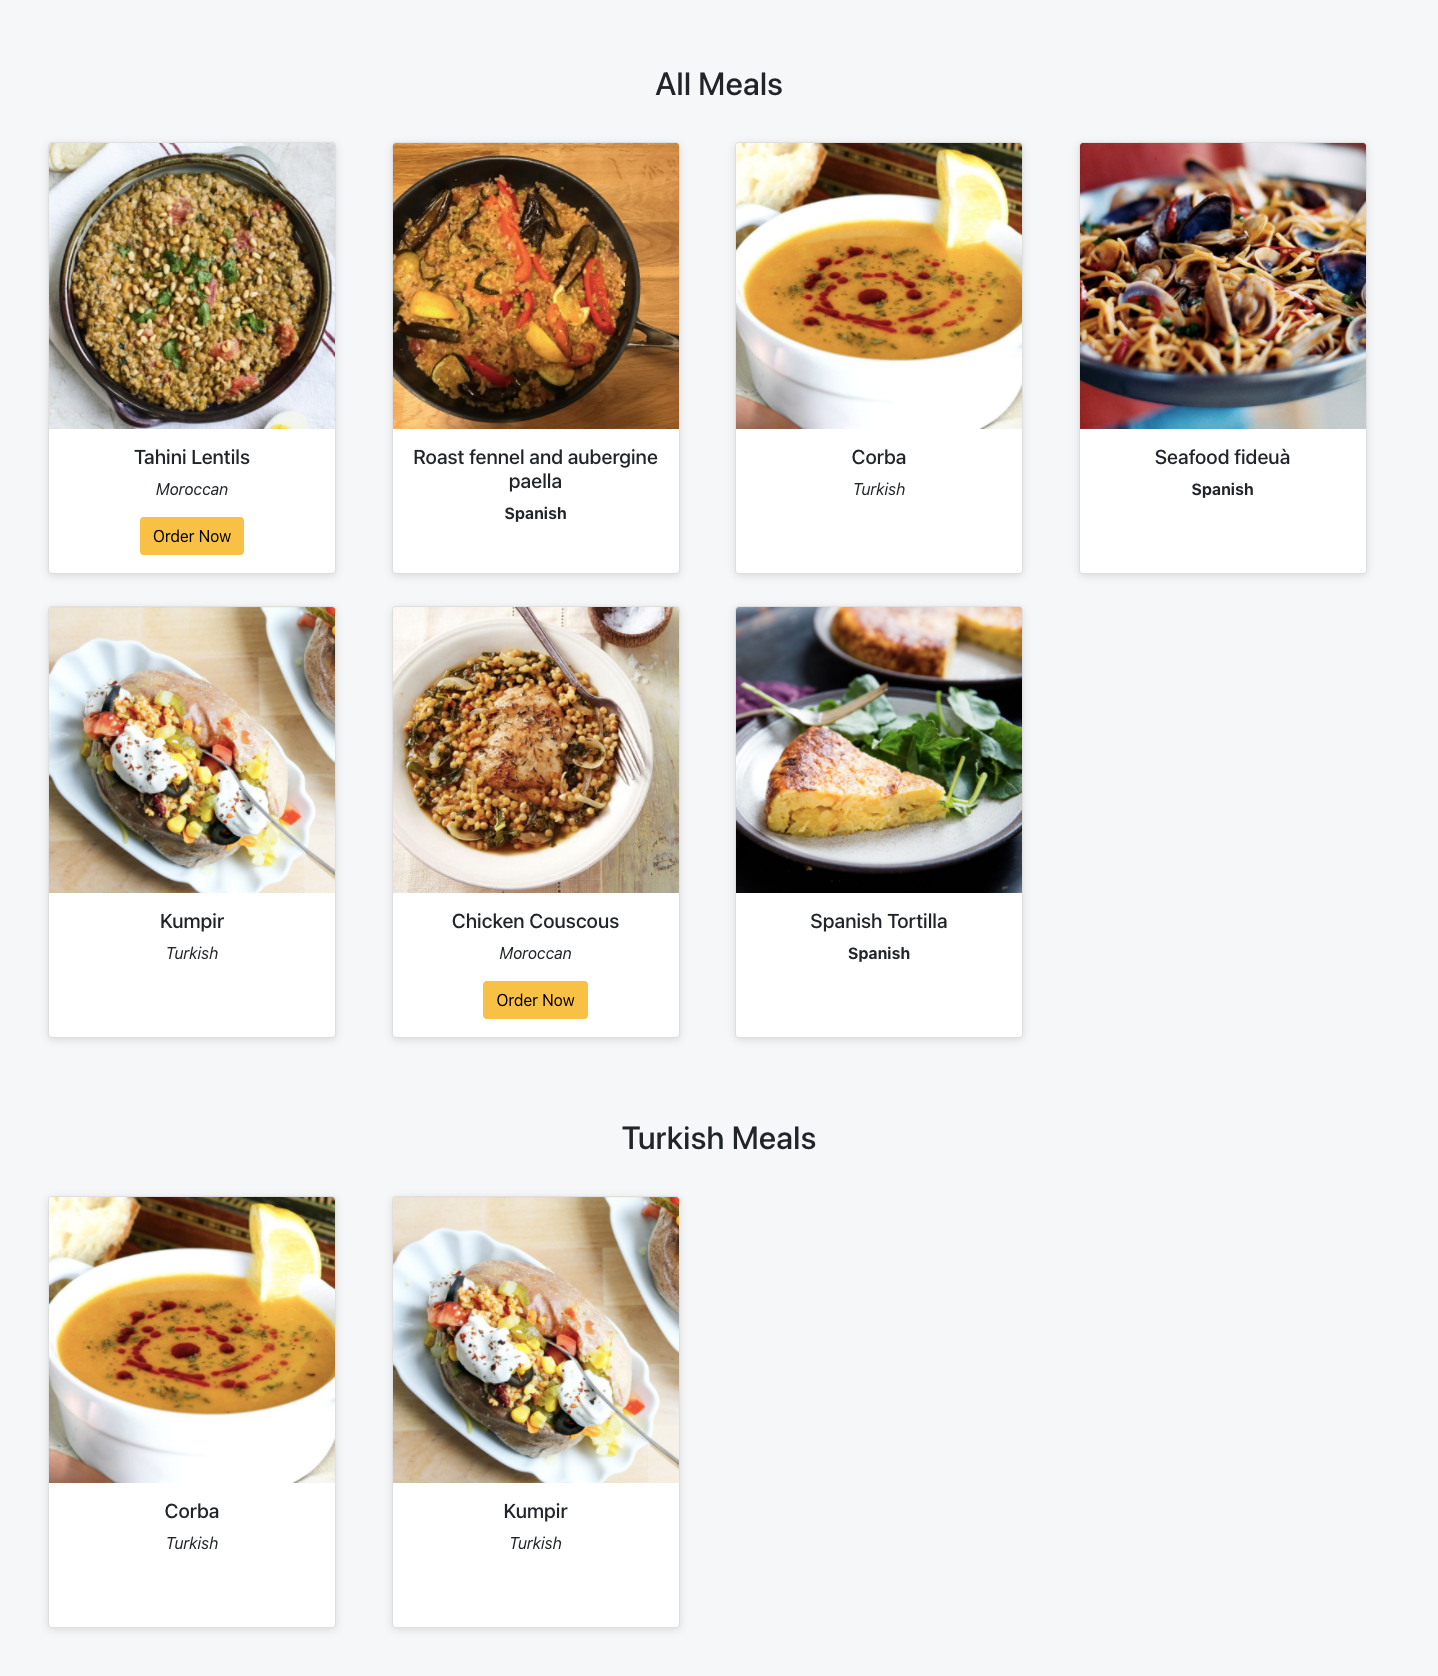 All Meals
Tahini Lentils
Moroccan
Order Now
Roast fennel and aubergine
paella
Spanish
Corba
Turkish
Seafood fideuà
Spanish
Kumpir
Turkish
Chicken Couscous
Moroccan
Order Now
Spanish Tortilla
Spanish
Turkish Meals
Corba
Turkish
Kumpir
Turkish